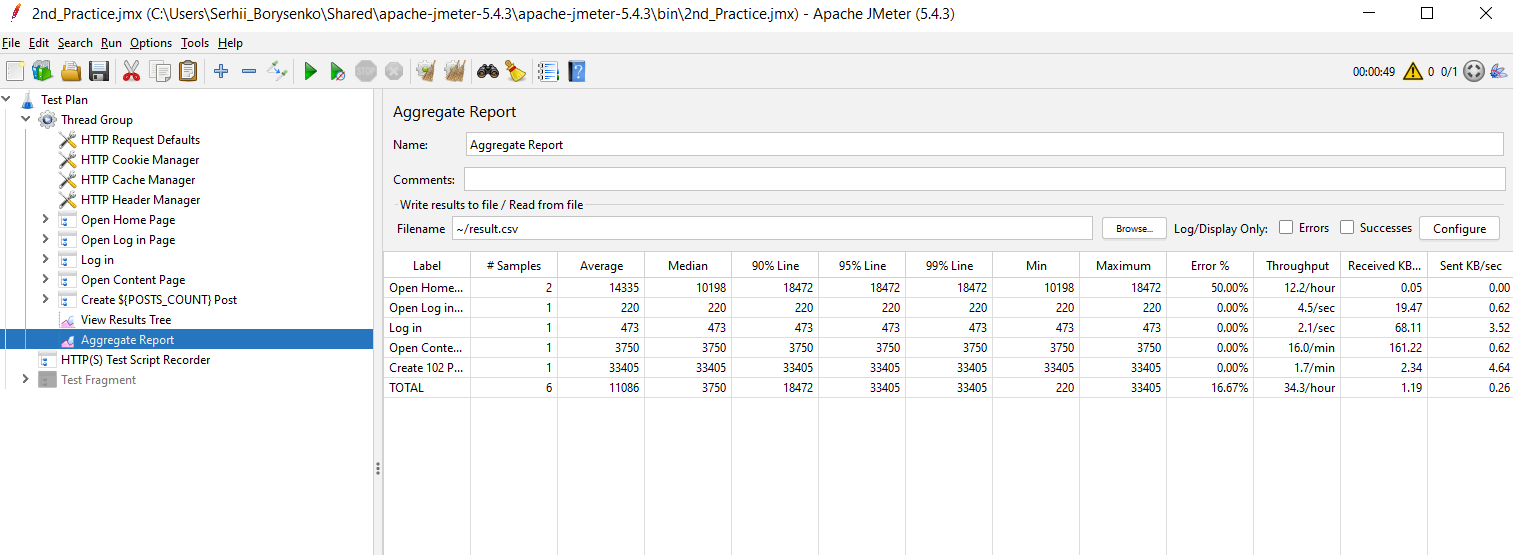 2nd_Practice.jmx (C:\Users\Serhii_Borysenko\Shared\apache-jmeter-5.4.3\apache-jmeter-5.4.3\bin\2nd_Practice.jmx) - Apache JMeter (5.4.3)
File Edit Search Run Options Tools Help
STOP 00:00:49 0 0/1
Test Plan
Thread Group
HTTP Request Defaults
HTTP Cookie Manager
HTTP Cache Manager
HTTP Header Manager
Open Home Page
Open Log in Page
Log in
Open Content Page
Create ${POSTS_COUNT} Post
View Results Tree
Aggregate Report
HTTP(S) Test Script Recorder
Test Fragment
Aggregate Report
Name: Aggregate Report
Comments:
Write results to file / Read from file
Filename ~/result.csv Browse... Log/Display Only: Errors Successes Configure
Label # Samples Average Median 90% Line 95% Line 99% Line Min Maximum Error % Throughput Received KB... Sent KB/sec
Open Home... 2 14335 10198 18472 18472 18472 10198 18472 50.00% 12.2/hour 0.05 0.00
Open Log in... 1 220 220 220 220 220 220 220 0.00% 4.5/sec 19.47 0.62
Log in 1 473 473 473 473 473 473 473 0.00% 2.1/sec 68.11 3.52
Open Conte... 1 3750 3750 3750 3750 3750 3750 3750 0.00% 16.0/min 161.22 0.62
Create 102 P... 1 33405 33405 33405 33405 33405 33405 33405 0.00% 1.7/min 2.34 4.64
TOTAL 6 11086 3750 18472 33405 33405 220 33405 16.67% 34.3/hour 1.19 0.26